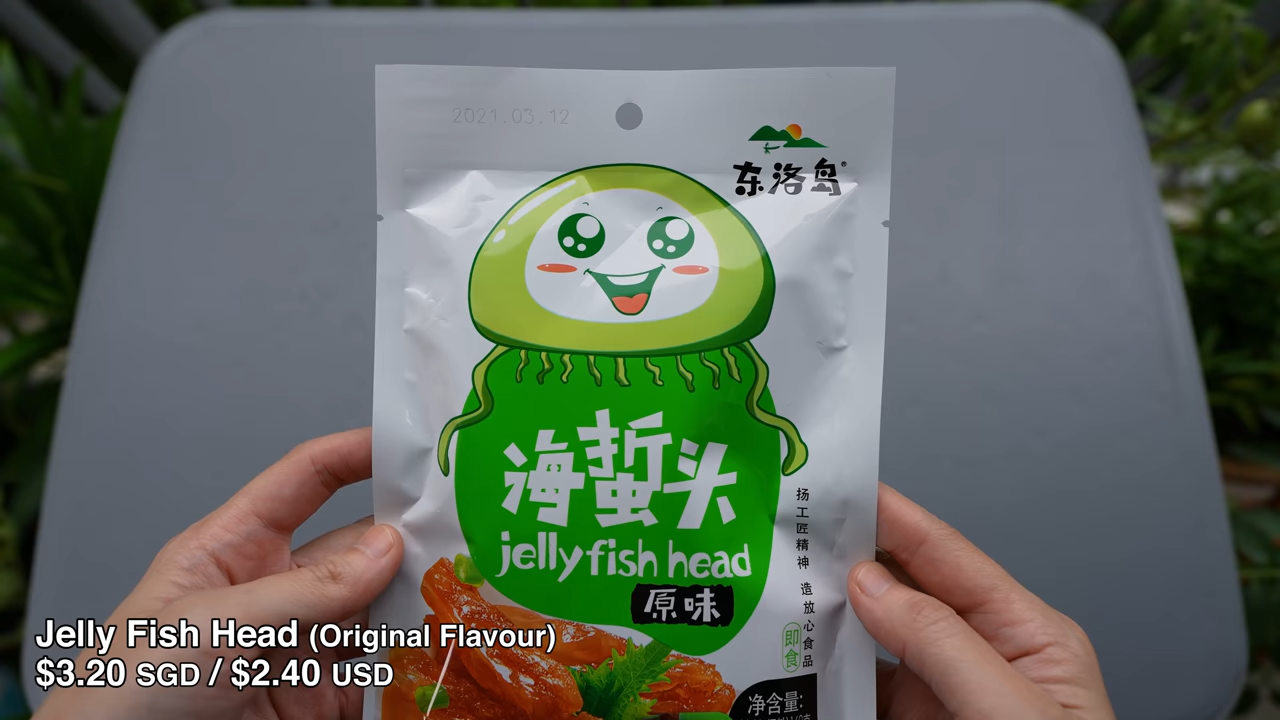 2021.03.12
东洛岛®
海蜇头
jelly fish head
原味
扬工匠精神 造放心食品
即食
净含量:
Jelly Fish Head (Original Flavour)
$3.20 SGD / $2.40 USD